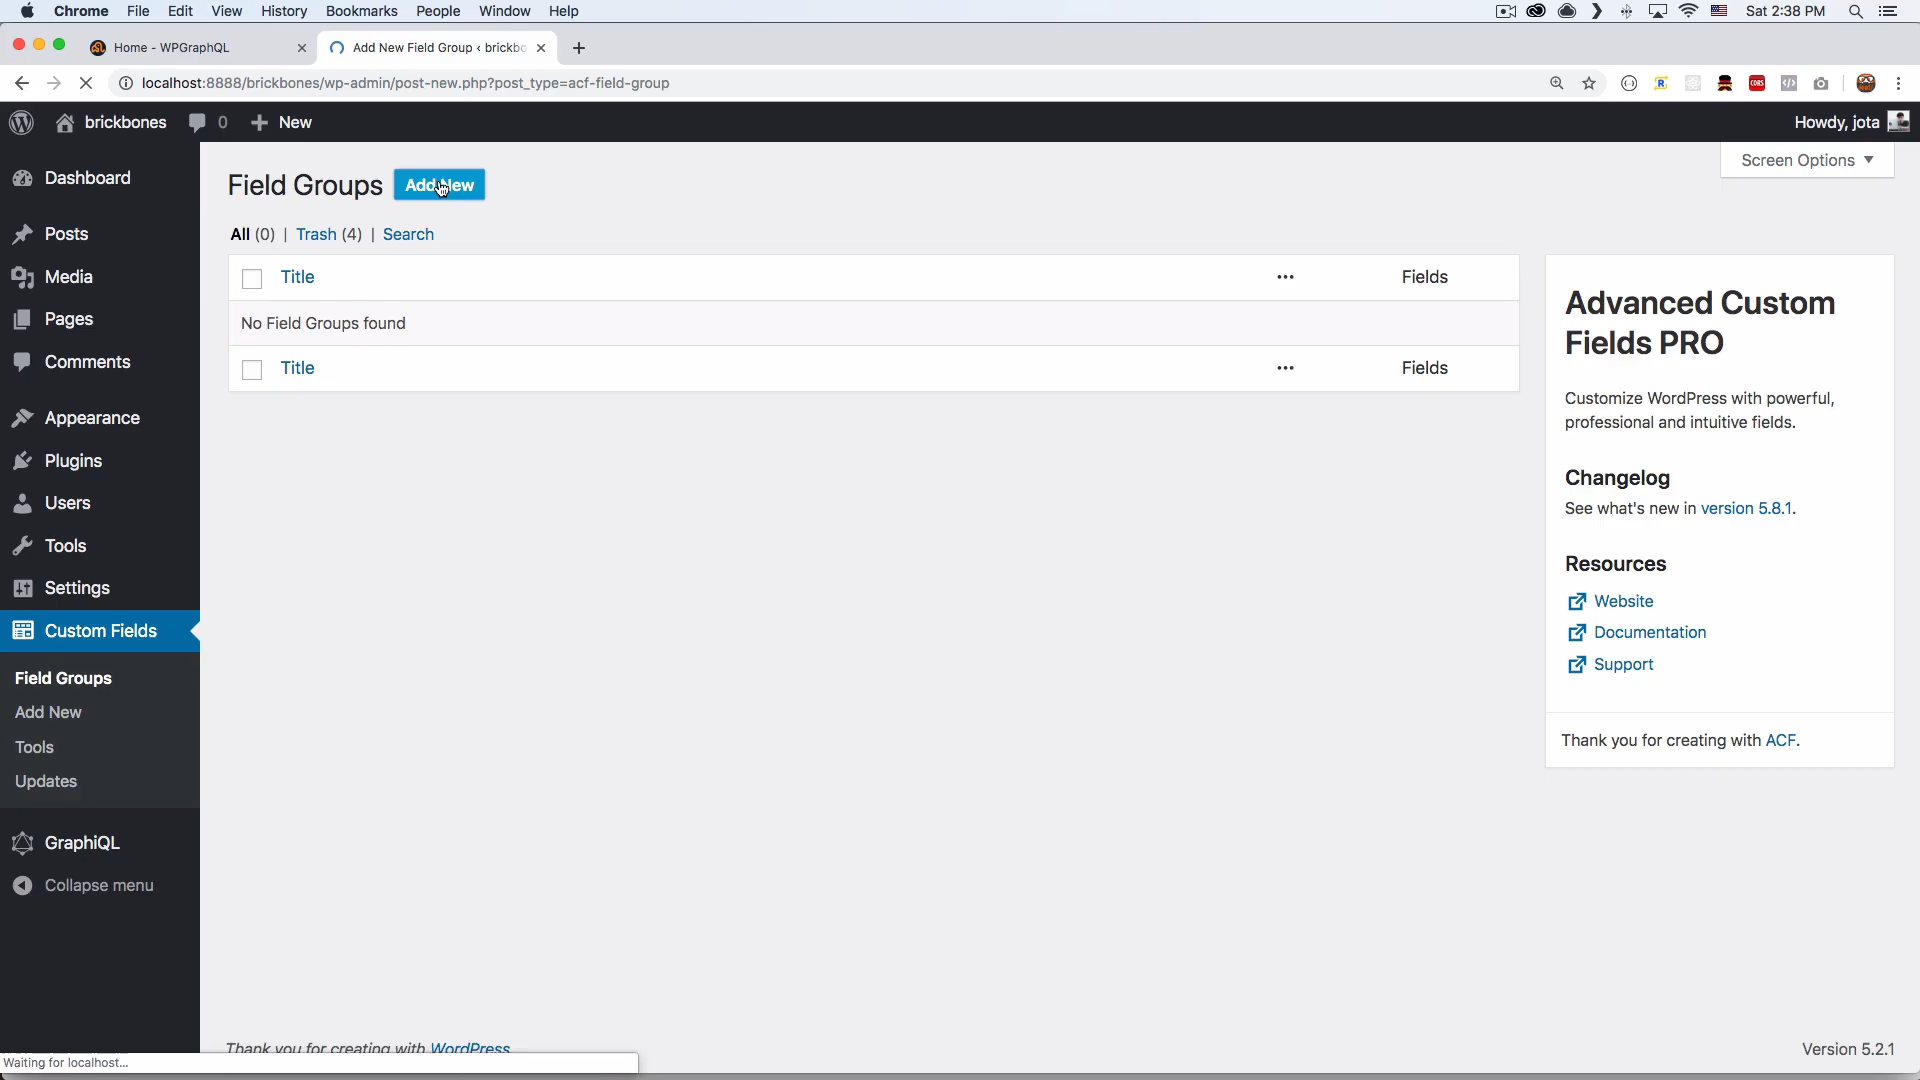 Chrome File Edit View History Bookmarks People Window Help Sat 2:38 PM
Home - WPGraphQL Add New Field Group ‹ brickbo
localhost:8888/brickbones/wp-admin/post-new.php?post_type=acf-field-group
brickbones 0 New Howdy, jota
Screen Options
Dashboard
Posts
Media
Pages
Comments
Appearance
Plugins
Users
Tools
Settings
Custom Fields
Field Groups
Add New
Tools
Updates
GraphiQL
Collapse menu
Field Groups Add New
All (0) | Trash (4) | Search
Title ••• Fields
No Field Groups found
Title ••• Fields
Advanced Custom
Fields PRO
Customize WordPress with powerful,
professional and intuitive fields.
Changelog
See what's new in version 5.8.1.
Resources
Website
Documentation
Support
Thank you for creating with ACF.
Thank you for creating with WordPress
Version 5.2.1
Waiting for localhost...